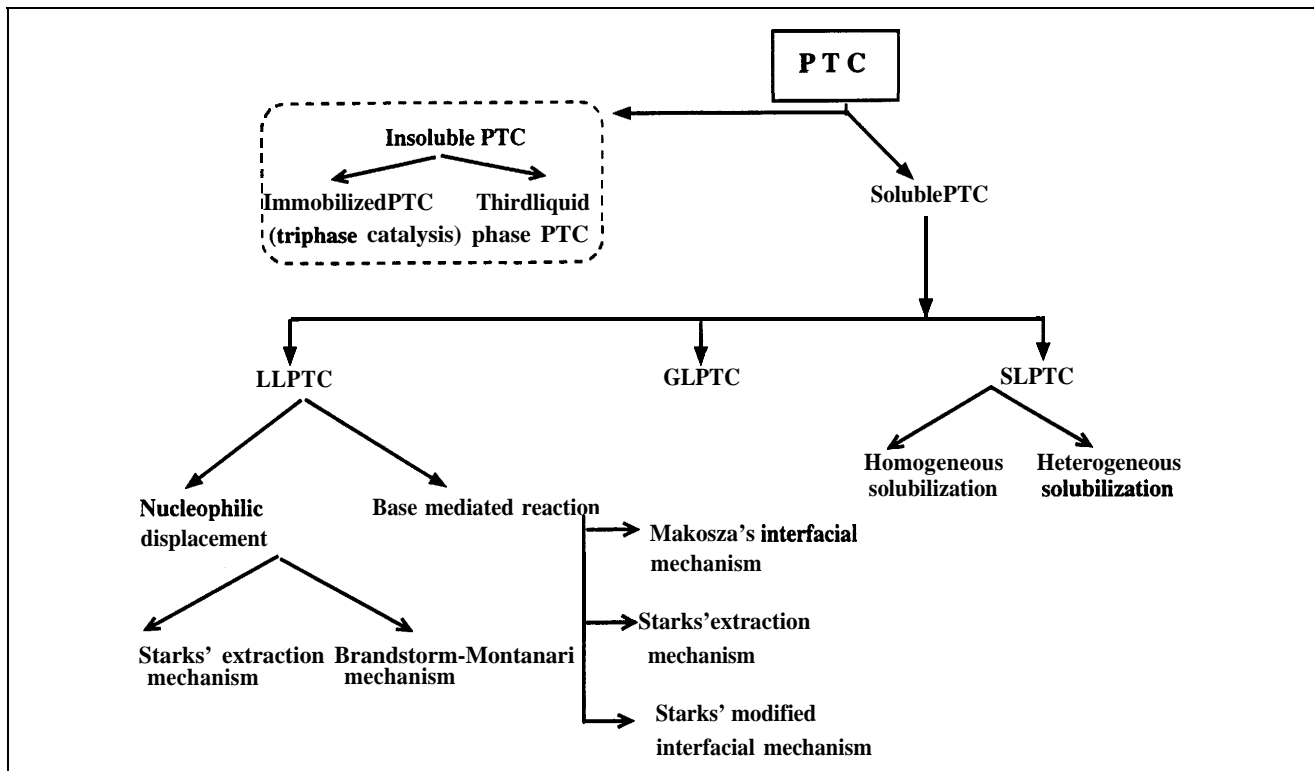 PTC
Insoluble PTC
ImmobilizedPTC
(triphase catalysis)
Thirdliquid
phase PTC
SolublePTC
LLPTC
GLPTC
SLPTC
Nucleophilic
displacement
Base mediated reaction
Homogeneous
solubilization
Heterogeneous
solubilization
Makosza's interfacial
mechanism
Starks'extraction
mechanism
Starks' modified
interfacial mechanism
Starks' extraction
mechanism
Brandstorm-Montanari
mechanism